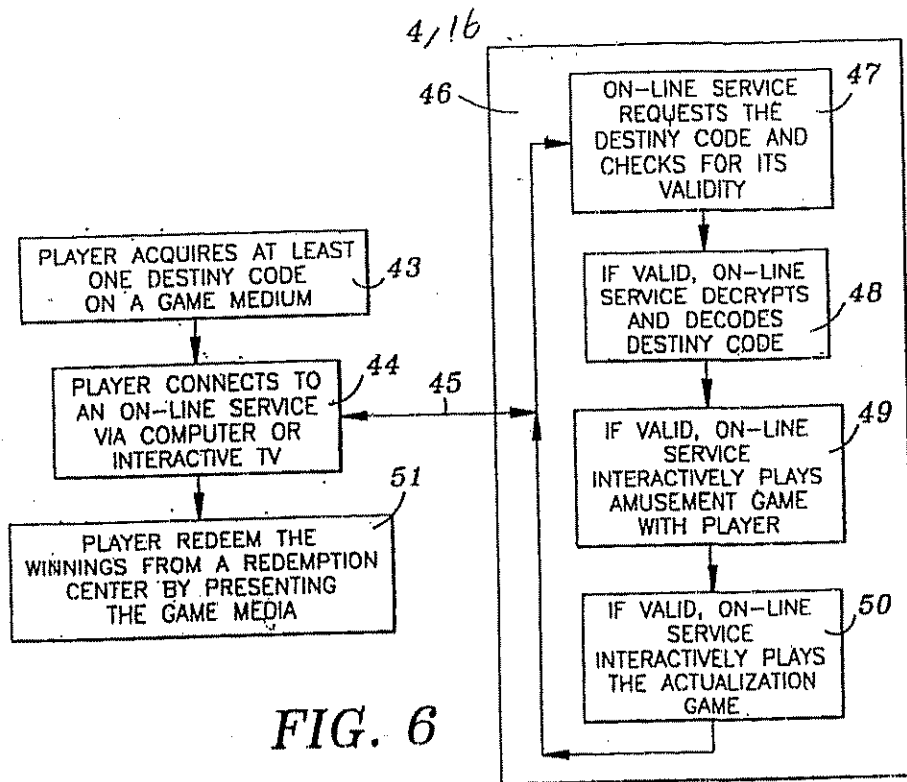 4/16
46
ON-LINE SERVICE
REQUESTS THE
DESTINY CODE AND
CHECKS FOR ITS
VALIDITY
47
PLAYER ACQUIRES AT LEAST
ONE DESTINY CODE
ON A GAME MEDIUM
43
IF VALID, ON-LINE
SERVICE DECRYPTS
AND DECODES
DESTINY CODE
48
PLAYER CONNECTS TO
AN ON-LINE SERVICE
VIA COMPUTER OR
INTERACTIVE TV
44
45
IF VALID, ON-LINE
SERVICE
INTERACTIVELY PLAYS
AMUSEMENT GAME
WITH PLAYER
49
PLAYER REDEEM THE
WINNINGS FROM A REDEMPTION
CENTER BY PRESENTING
THE GAME MEDIA
51
IF VALID, ON-LINE
SERVICE
INTERACTIVELY PLAYS
THE ACTUALIZATION
GAME
50
FIG. 6